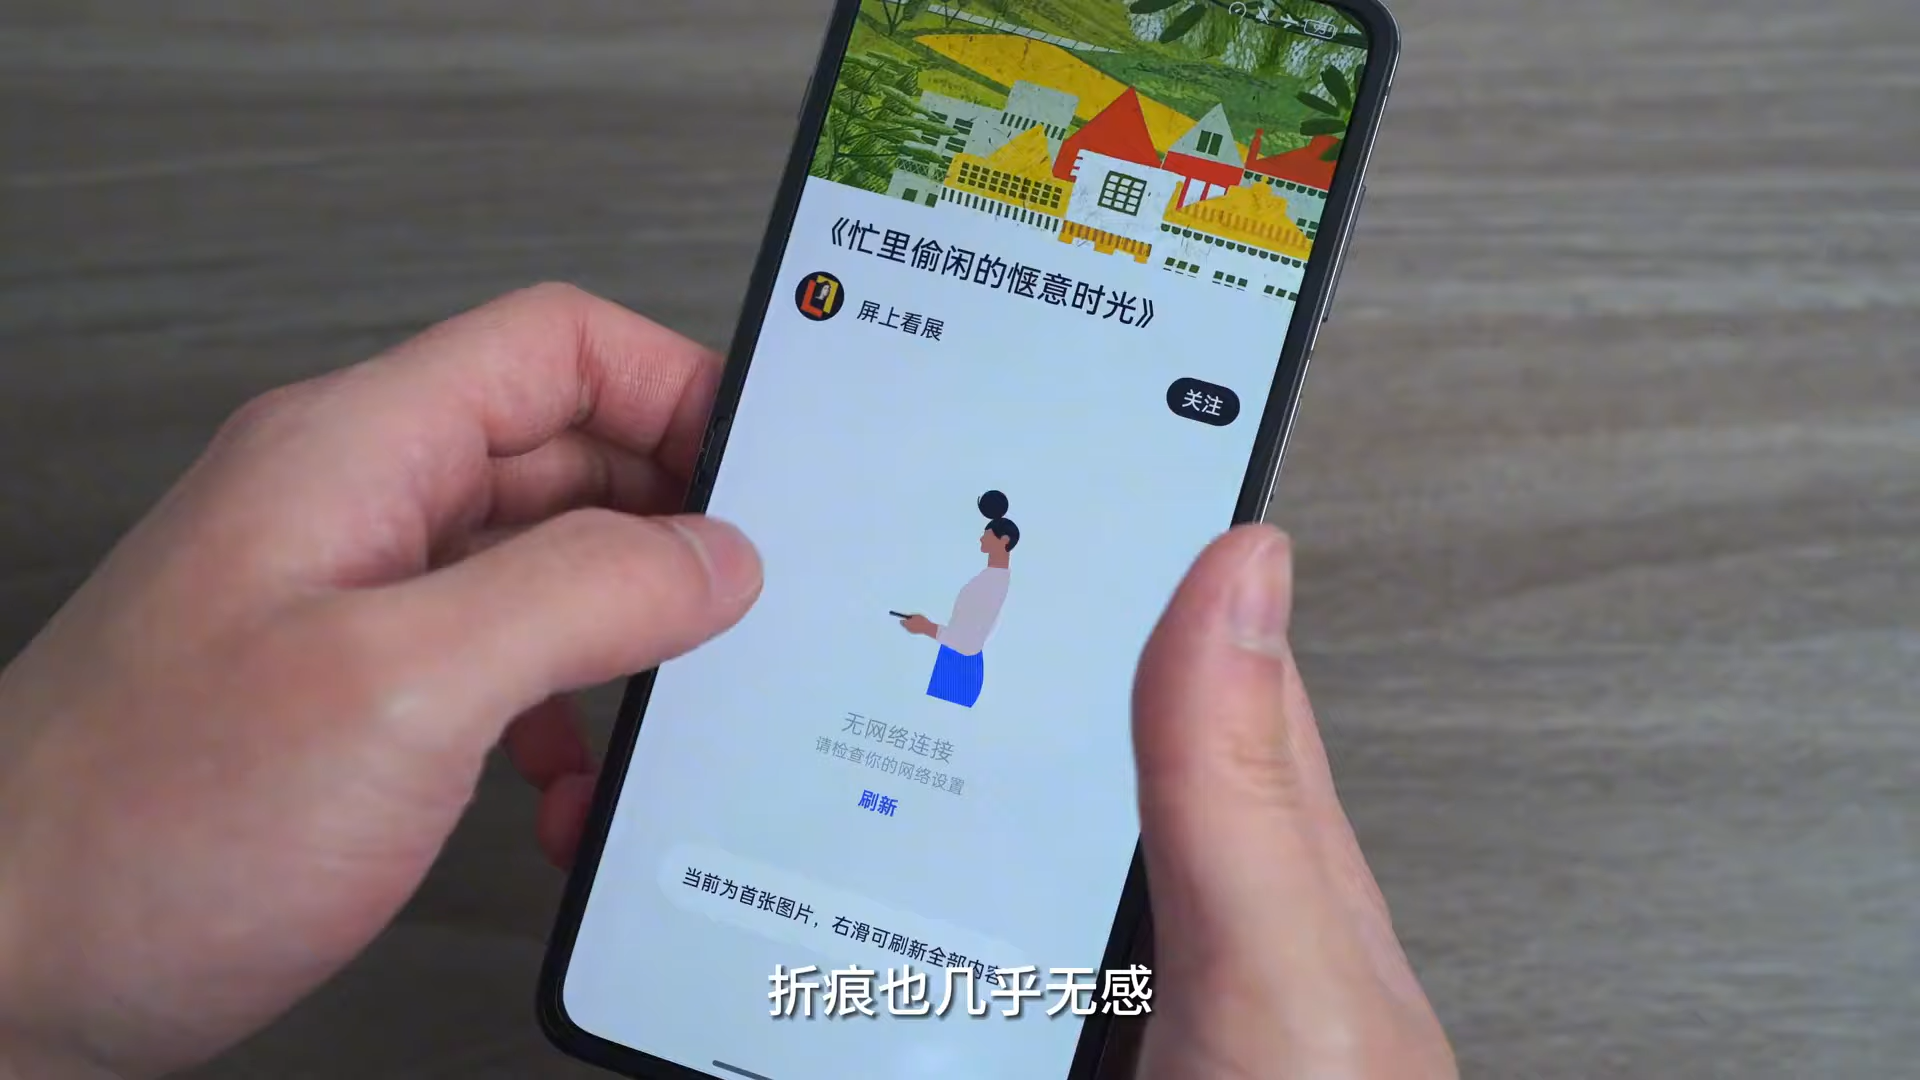 《忙里偷闲的惬意时光》
屏上看展
关注
无网络连接
请检查你的网络设置
刷新
当前为首张图片，右滑可刷新全部内容
折痕也几乎无感